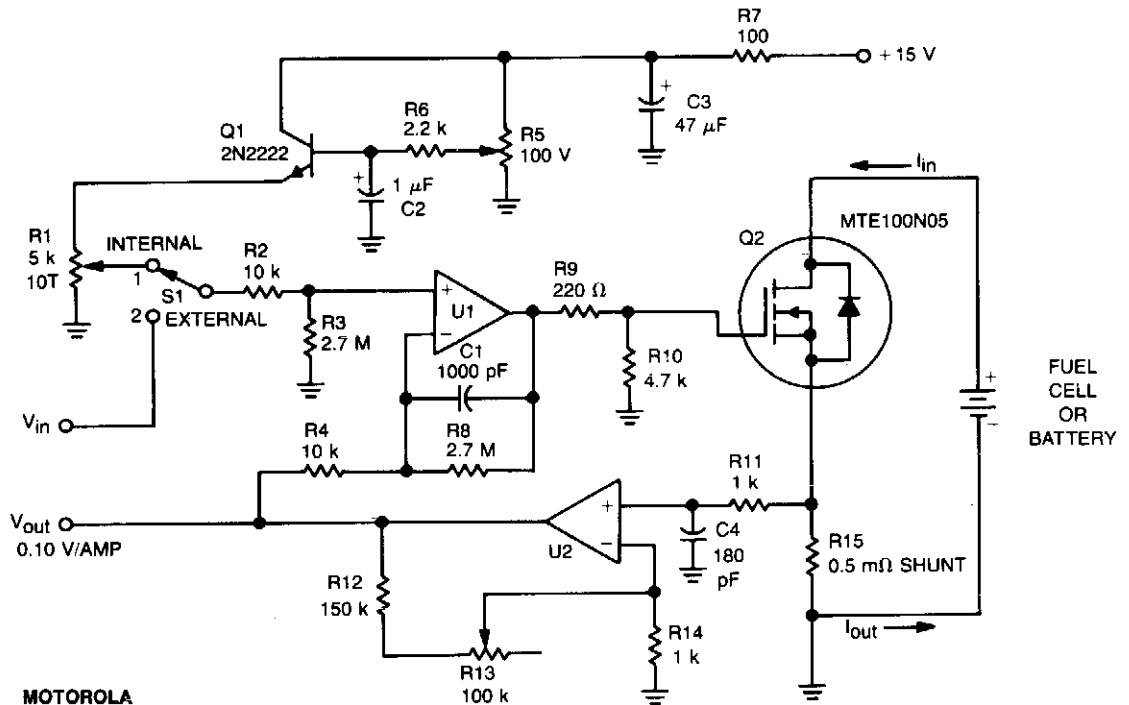 R7
100
+ 15 V
+
C3
47 μF
R6
2.2 k
R5
100 V
Q1
2N2222
+
1 μF
C2
Iin
MTE100N05
Q2
R1
5 k
10T
INTERNAL
1
S1
2
EXTERNAL
R2
10 k
R3
2.7 M
+
U1
−
R9
220 Ω
R10
4.7 k
C1
1000 pF
R8
2.7 M
R4
10 k
Vin
+
−
FUEL
CELL
OR
BATTERY
R11
1 k
+
−
U2
C4
180
pF
R15
0.5 mΩ SHUNT
Vout
0.10 V/AMP
R12
150 k
R13
100 k
R14
1 k
Iout
MOTOROLA